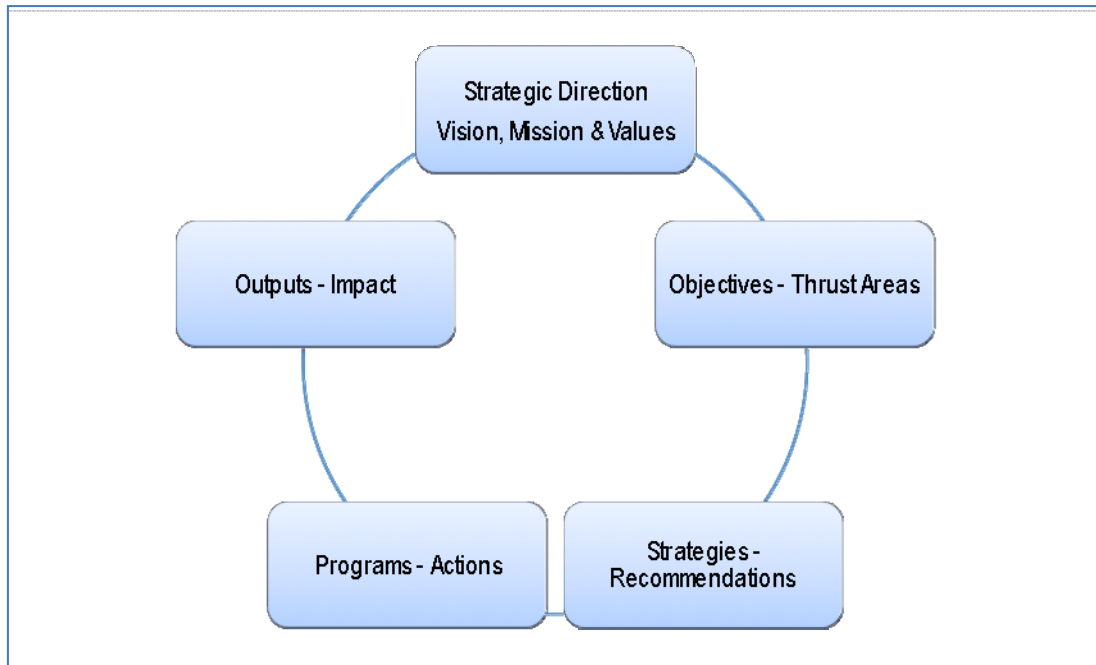 Strategic Direction
Vision, Mission & Values
Outputs - Impact
Objectives - Thrust Areas
Programs - Actions
Strategies -
Recommendations